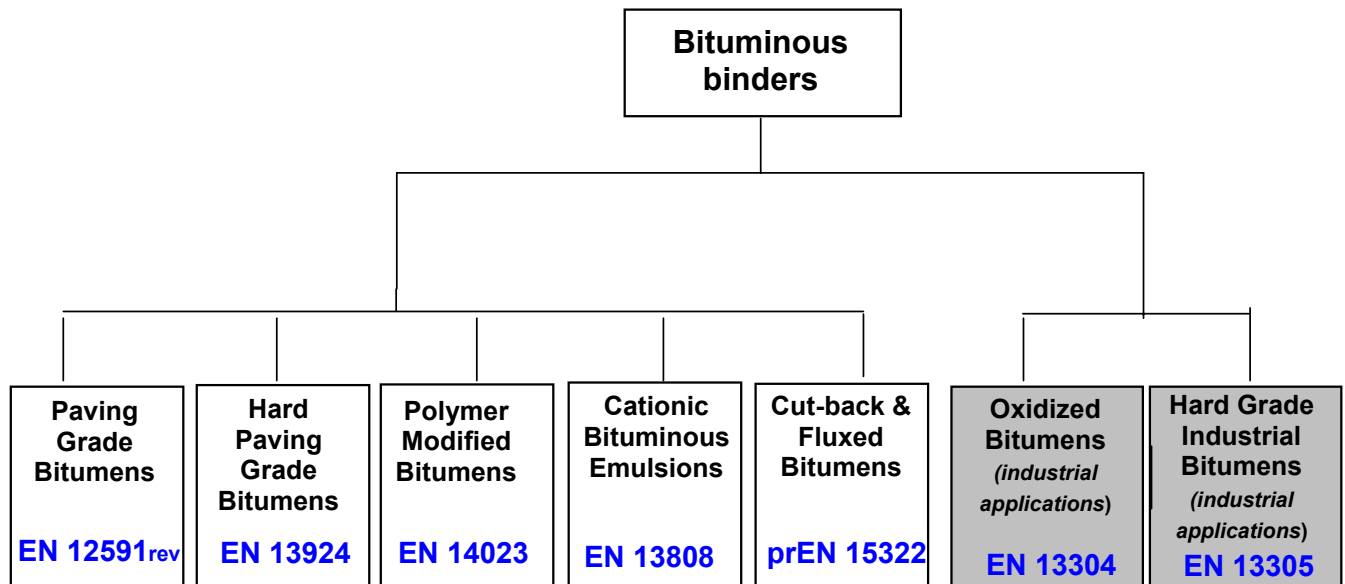 Bituminous
binders
Paving
Grade
Bitumens
EN 12591rev
Hard
Paving
Grade
Bitumens
EN 13924
Polymer
Modified
Bitumens
EN 14023
Cationic
Bituminous
Emulsions
EN 13808
Cut-back &
Fluxed
Bitumens
prEN 15322
Oxidized
Bitumens
(industrial
applications)
EN 13304
Hard Grade
Industrial
Bitumens
(industrial
applications)
EN 13305